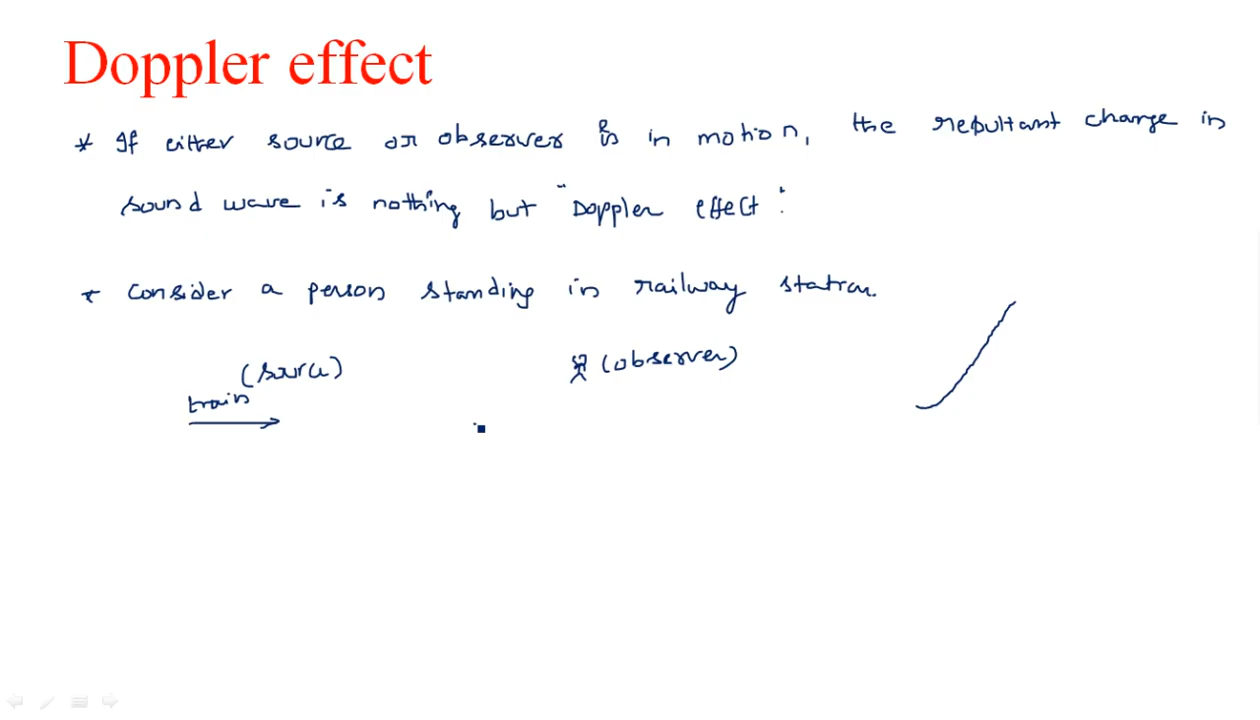 Doppler effect
* If either source or observer is in motion, the resultant change in
sound wave is nothing but "Doppler effect".
* Consider a person standing in railway station.
(source) (observer)
train